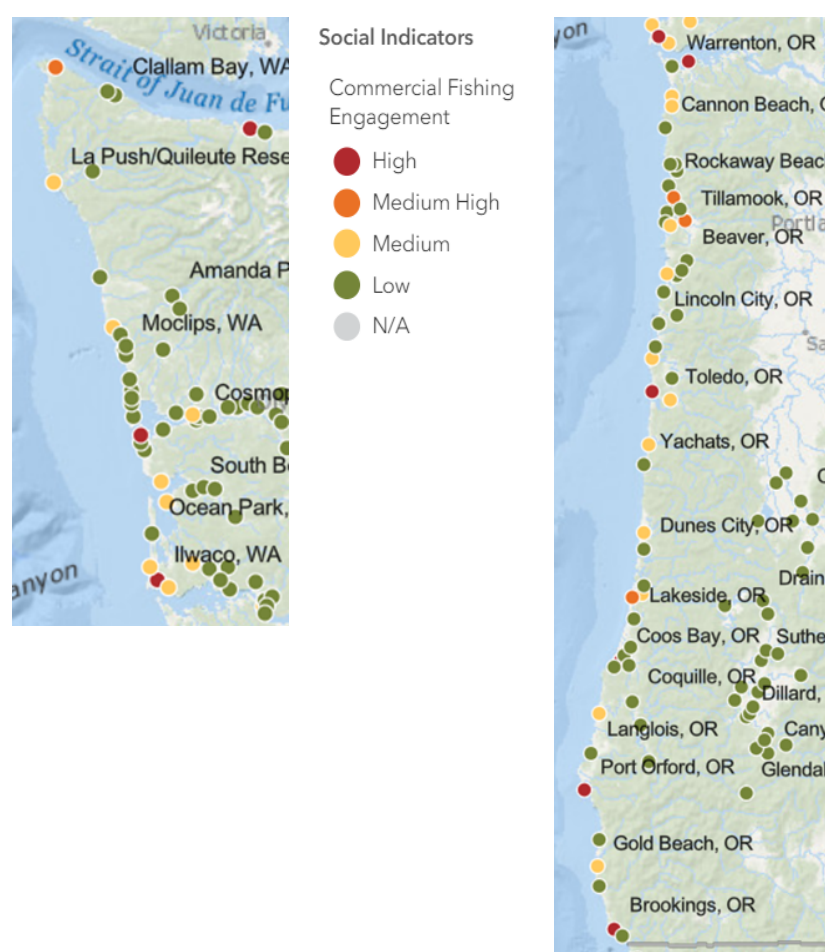 Victoria
Strait of Juan de Fu
Clallam Bay, WA
La Push/Quileute Rese
Amanda P
Moclips, WA
Cosmop
South Be
Ocean Park,
Ilwaco, WA
anyon
Social Indicators
Commercial Fishing
Engagement
High
Medium High
Medium
Low
N/A
yon
Warrenton, OR
Cannon Beach, O
Rockaway Beac
Tillamook, OR
Portla
Beaver, OR
Lincoln City, OR
Sa
Toledo, OR
Yachats, OR
C
Dunes City, OR
Drain
Lakeside, OR
Coos Bay, OR
Suthe
Coquille, OR
Dillard,
Langlois, OR
Cany
Port Orford, OR
Glendal
Gold Beach, OR
Brookings, OR